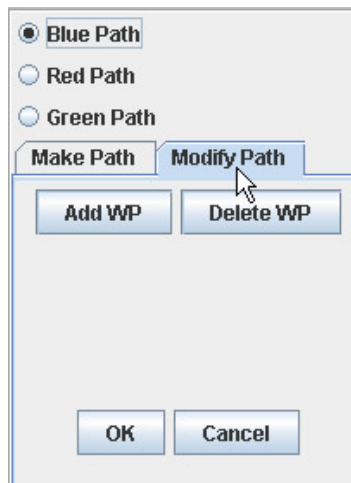 Blue Path
Red Path
Green Path
Make Path Modify Path
Add WP Delete WP
OK Cancel